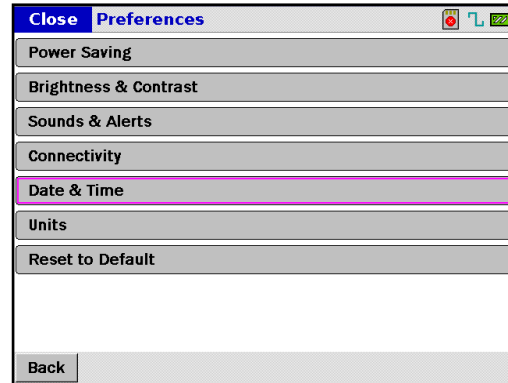 Close Preferences
Power Saving
Brightness & Contrast
Sounds & Alerts
Connectivity
Date & Time
Units
Reset to Default
Back